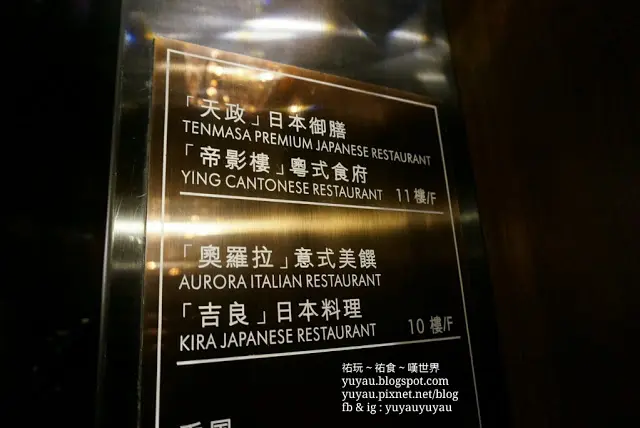 「天政」日本御膳
TENMASA PREMIUM JAPANESE RESTAURANT
「帝影樓」粵式食府
YING CANTONESE RESTAURANT 11樓/F
「奧羅拉」意式美饌
AURORA ITALIAN RESTAURANT
「吉良」日本料理
KIRA JAPANESE RESTAURANT 10 樓/F
祐玩 ~ 祐食 ~ 嘆世界
yuyau.blogspot.com
yuyau.pixnet.net/blog
fb & ig : yuyauyuyau